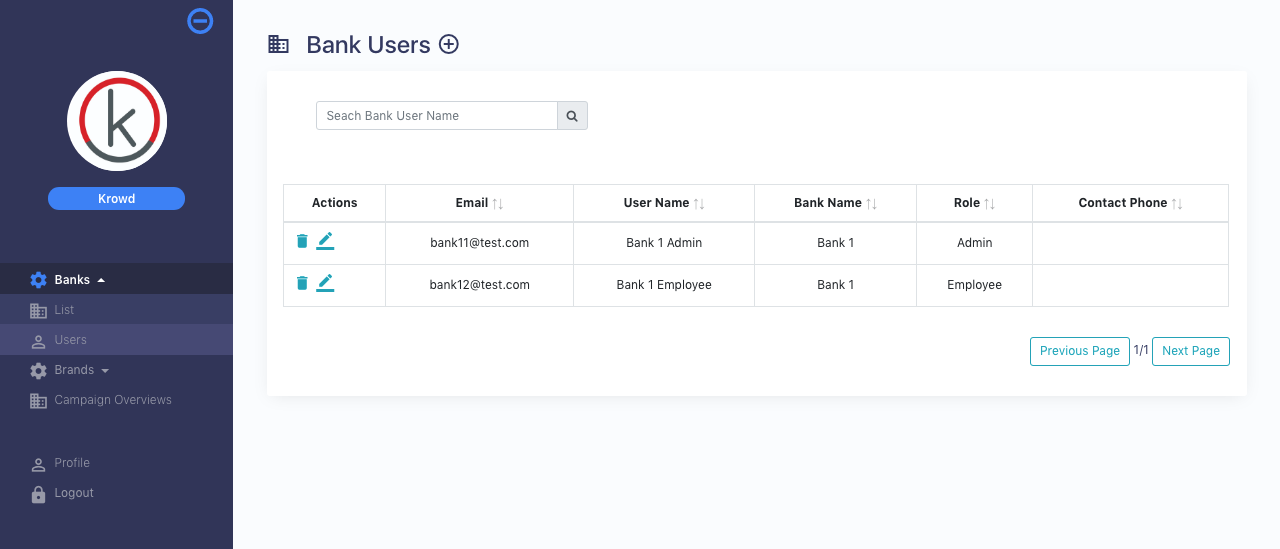 k
Krowd
Banks
List
Users
Brands
Campaign Overviews
Profile
Logout
Bank Users
Seach Bank User Name
Actions Email User Name Bank Name Role Contact Phone
bank11@test.com Bank 1 Admin Bank 1 Admin
bank12@test.com Bank 1 Employee Bank 1 Employee
Previous Page 1/1 Next Page